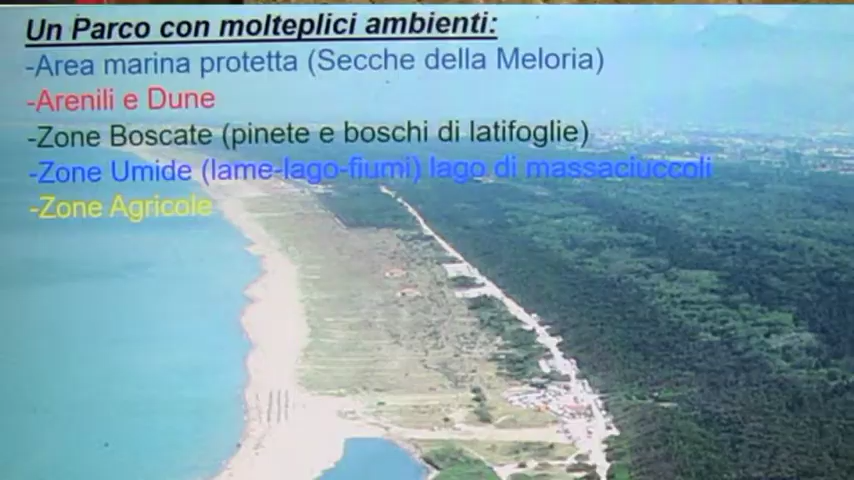 Un Parco con molteplici ambienti:
-Area marina protetta (Secche della Meloria)
-Arenili e Dune
-Zone Boscate (pinete e boschi di latifoglie)
-Zone Umide (lame-lago-fiumi) lago di massaciuccoli
-Zone Agricole